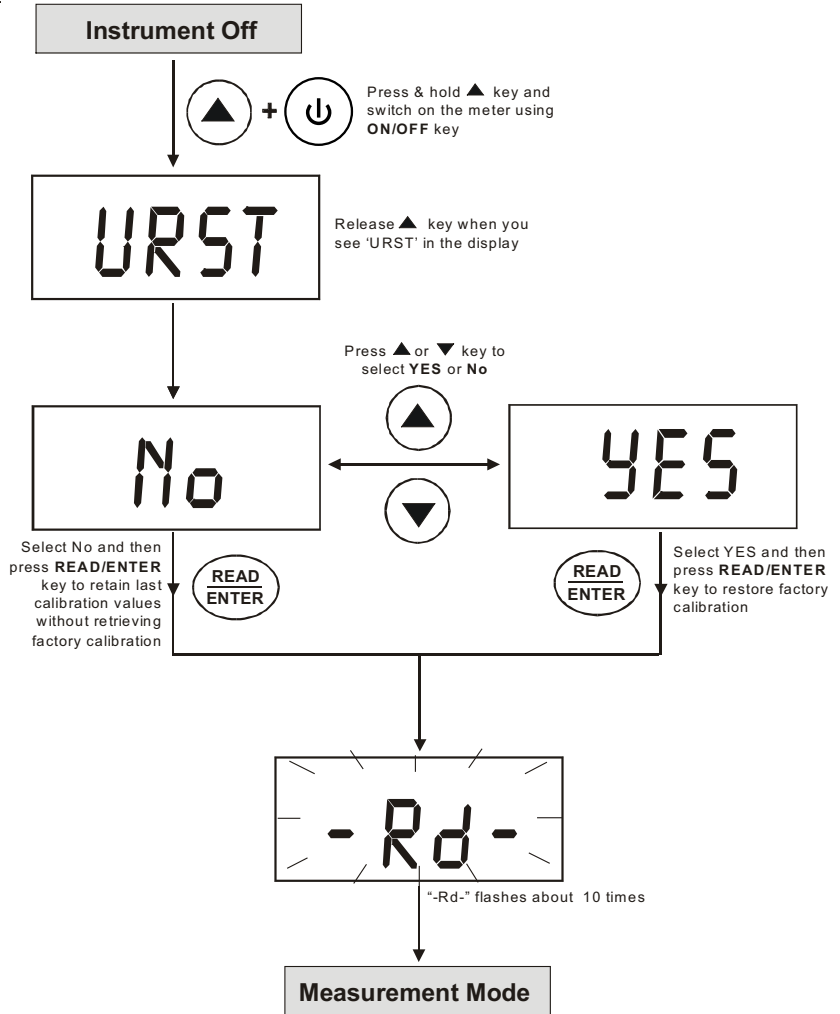 Instrument Off
+
Press & hold ▲ key and
switch on the meter using
ON/OFF key
URST
Release ▲ key when you
see ‘URST’ in the display
Press ▲ or ▼ key to
select YES or No
No
YES
Select No and then
press READ/ENTER
key to retain last
calibration values
without retrieving
factory calibration
READ
ENTER
READ
ENTER
Select YES and then
press READ/ENTER
key to restore factory
calibration
-Rd-
“-Rd-” flashes about 10 times
Measurement Mode